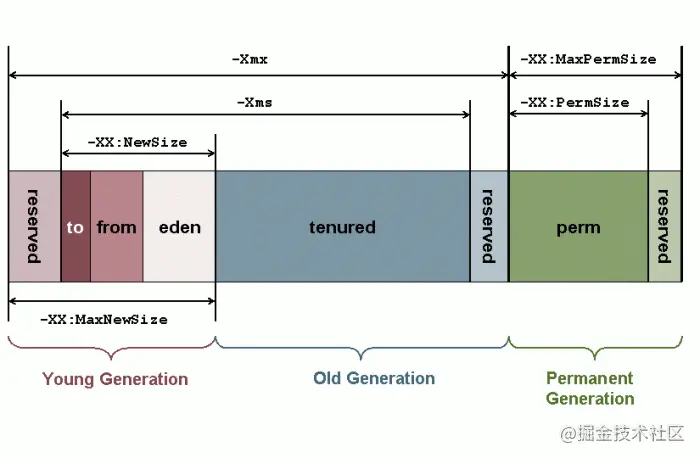 -Xmx
-XX:MaxPermSize
-Xms
-XX:PermSize
-XX:NewSize
reserved
to
from
eden
tenured
reserved
perm
reserved
-XX:MaxNewSize
Young Generation
Old Generation
Permanent
Generation
@掘金技术社区